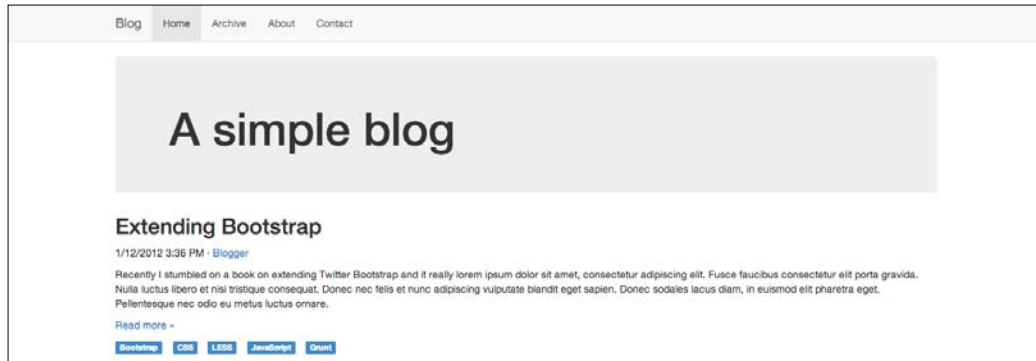 Blog Home Archive About Contact
A simple blog
Extending Bootstrap
1/12/2012 3:36 PM · Blogger
Recently I stumbled on a book on extending Twitter Bootstrap and it really lorem ipsum dolor sit amet, consectetur adipiscing elit. Fusce faucibus consectetur elit porta gravida.
Nulla luctus libero et nisi tristique consequat. Donec nec felis et nunc adipiscing vulputate blandit eget sapien. Donec sodales lacus diam, in euismod elit pharetra eget.
Pellentesque nec odio eu metus luctus ornare.
Read more »
Bootstrap CSS LESS JavaScript Grunt